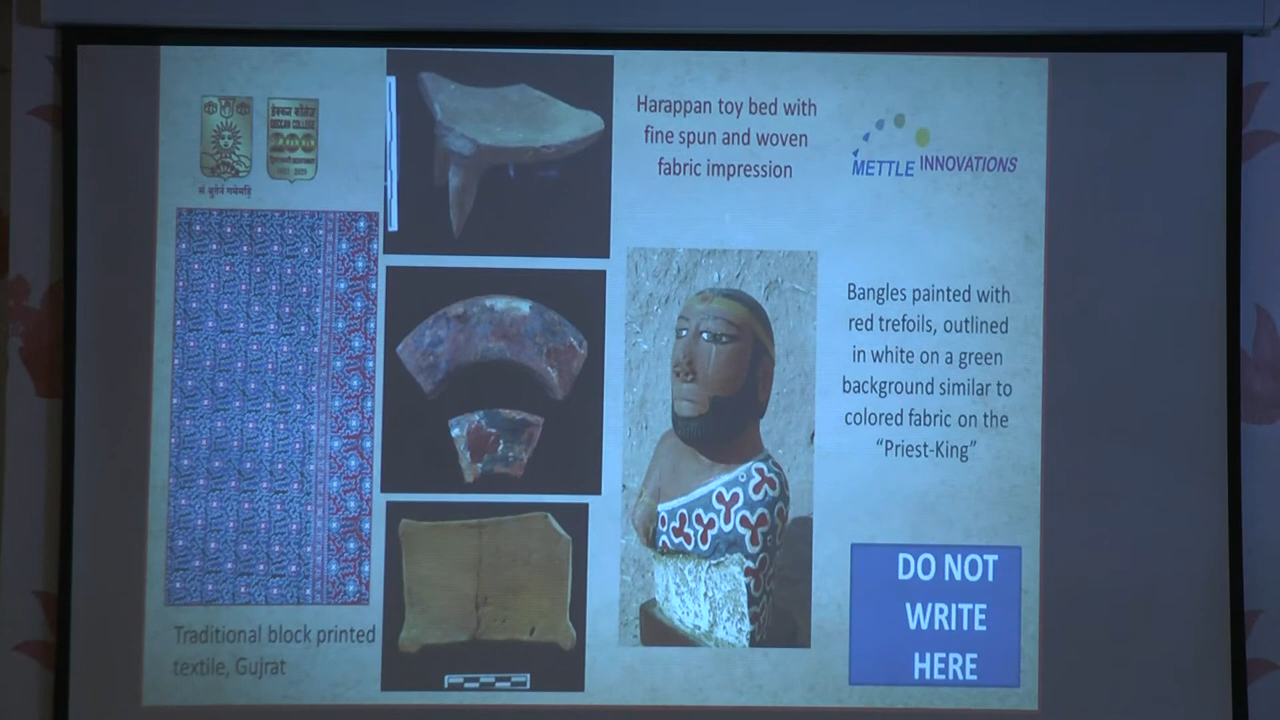 डेक्कन कॉलेज
DECCAN COLLEGE
200
Harappan toy bed with
fine spun and woven
fabric impression
METTLE INNOVATIONS
Bangles painted with
red trefoils, outlined
in white on a green
background similar to
colored fabric on the
“Priest-King”
Traditional block printed
textile, Gujrat
DO NOT
WRITE
HERE